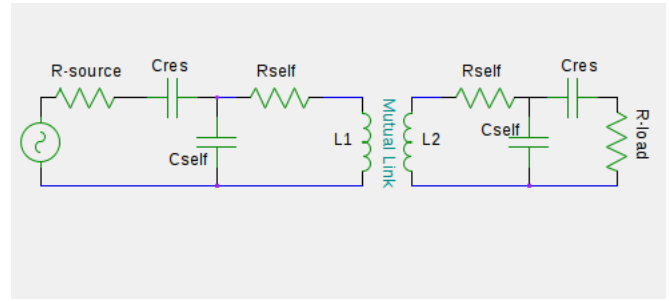 R-source
Cres
Rself
Cself
L1
Mutual Link
L2
Rself
Cself
Cres
R-load